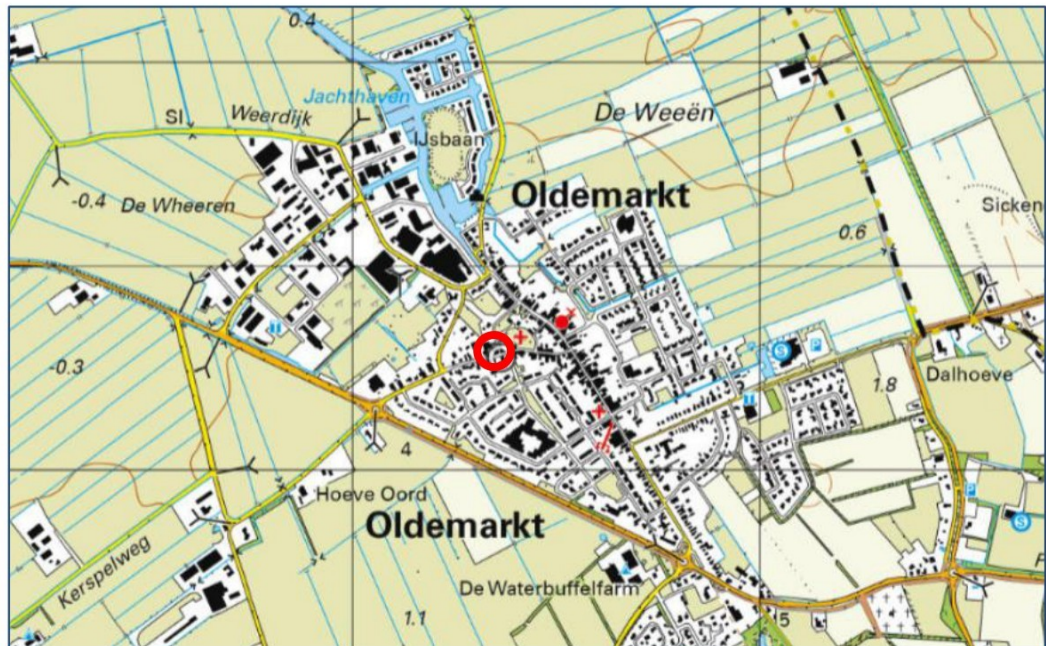 0.4
Jachthaven
SI
Weerdijk
De Weeën
IJsbaan
Oldemarkt
-0.4
De Wheeren
Sicken
0.6
-0.3
P
S
Dalhoeve
1.8
4
Hoeve Oord
Oldemarkt
P
S
Kerspelweg
De Waterbuffelfarm
1.1
5